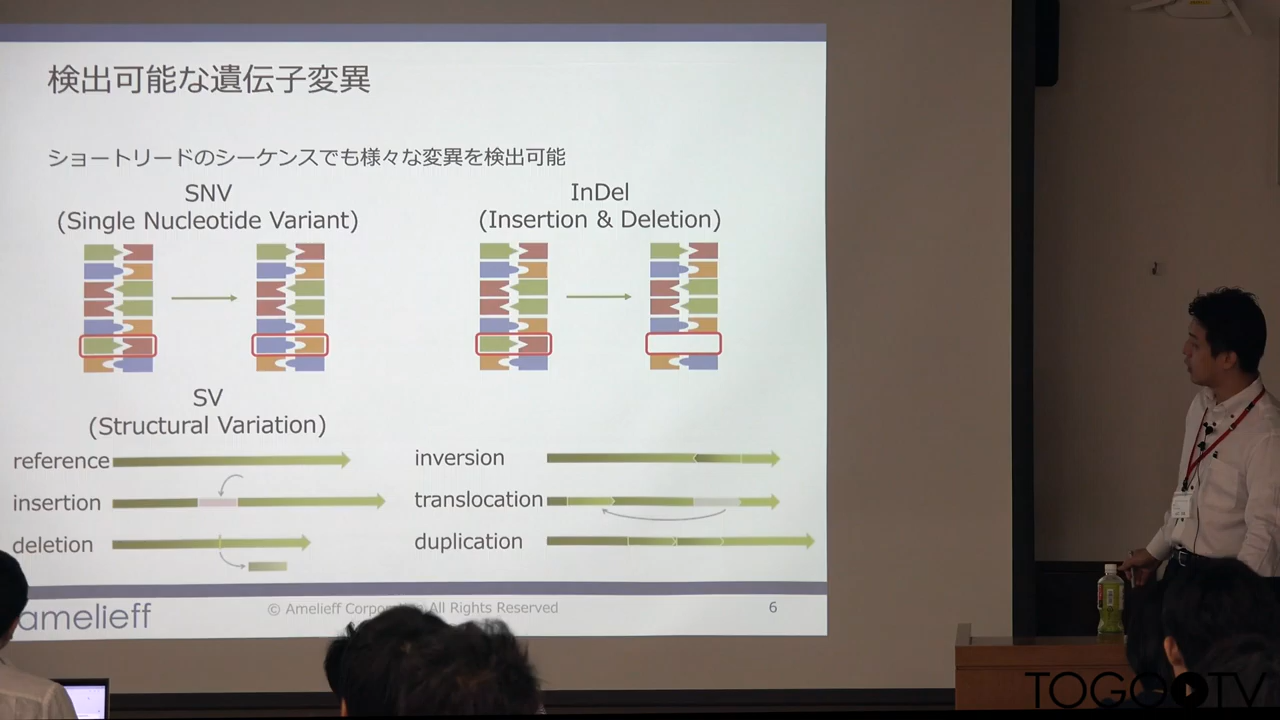 検出可能な遺伝子変異
ショートリードのシーケンスでも様々な変異を検出可能
SNV
(Single Nucleotide Variant)
InDel
(Insertion & Deletion)
SV
(Structural Variation)
reference
insertion
deletion
inversion
translocation
duplication
amelieff
© Amelieff All Rights Reserved
6
TOGOTV